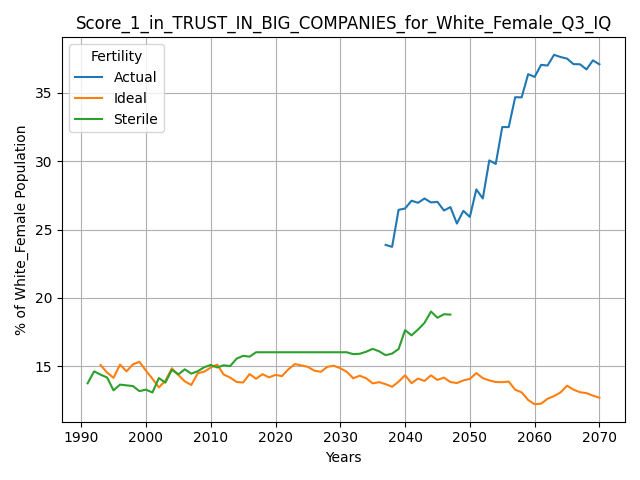 Score_1_in_TRUST_IN_BIG_COMPANIES_for_White_Female_Q3_IQ
Fertility
Actual
Ideal
Sterile
% of White_Female Population
35
30
25
20
15
1990 2000 2010 2020 2030 2040 2050 2060 2070
Years